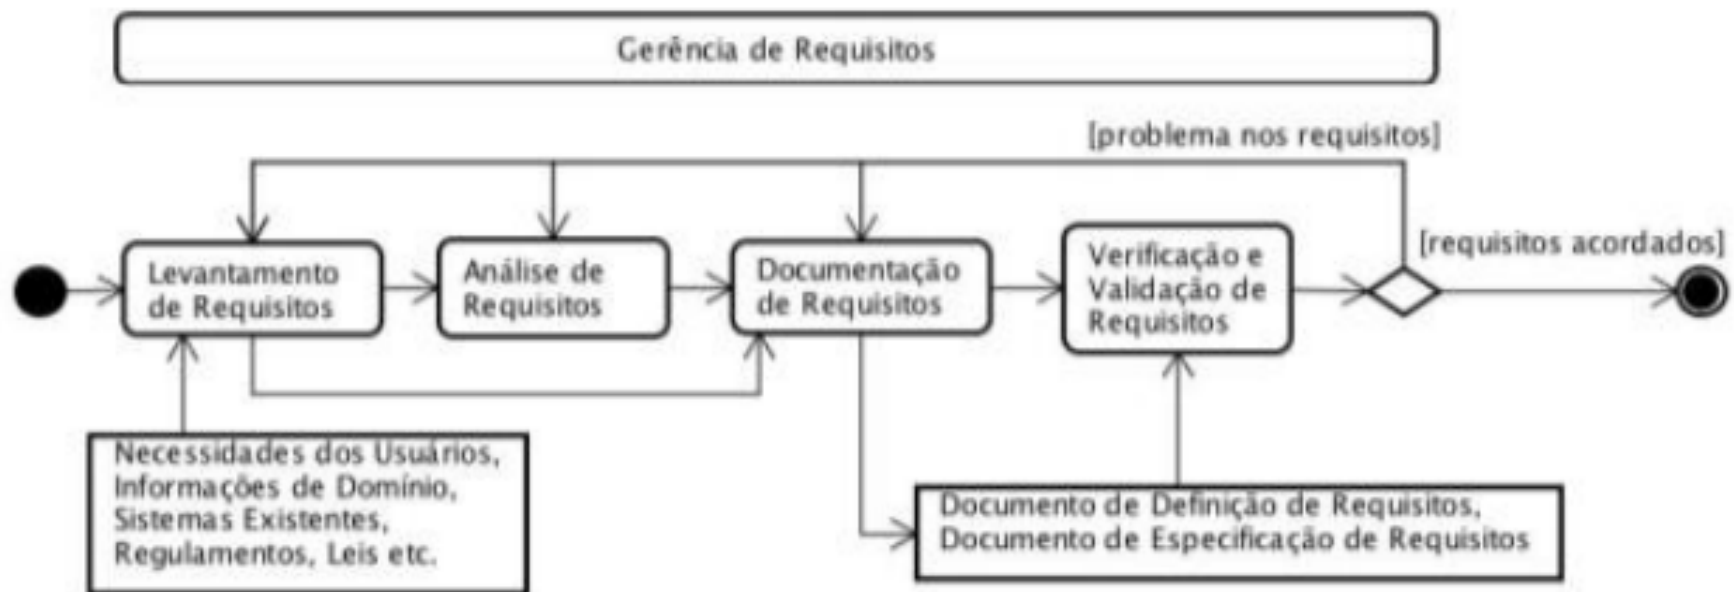 Gerência de Requisitos
[problema nos requisitos]
[requisitos acordados]
Levantamento
de Requisitos
Análise de
Requisitos
Documentação
de Requisitos
Verificação e
Validação de
Requisitos
Necessidades dos Usuários,
Informações de Domínio,
Sistemas Existentes,
Regulamentos, Leis etc.
Documento de Definição de Requisitos,
Documento de Especificação de Requisitos